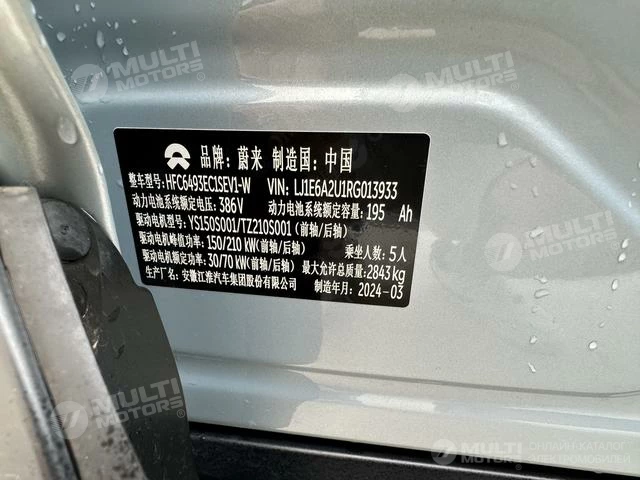 MULTI
MOTORS
MULTI
MOTORS
品牌: 蔚来 制造国: 中国
整车型号: HFC6493EC1SEV1-W VIN: LJ1E6A2U1RG013933
动力电池系统额定电压: 386V 动力电池系统额定容量: 195 Ah
驱动电机型号: YS150S001/TZ210S001 (前轴/后轴)
驱动电机峰值功率: 150/210 kW(前轴/后轴) 乘坐人数: 5人
驱动电机额定功率: 30/70 kW(前轴/后轴) 最大允许总质量: 2843kg
生产厂名: 安徽江淮汽车集团股份有限公司 制造年月: 2024-03
MULTI
MOTORS
MULTI
MOTORS
ОНЛАЙН-КАТАЛОГ
ЭЛЕКТРОМОБИЛЕЙ